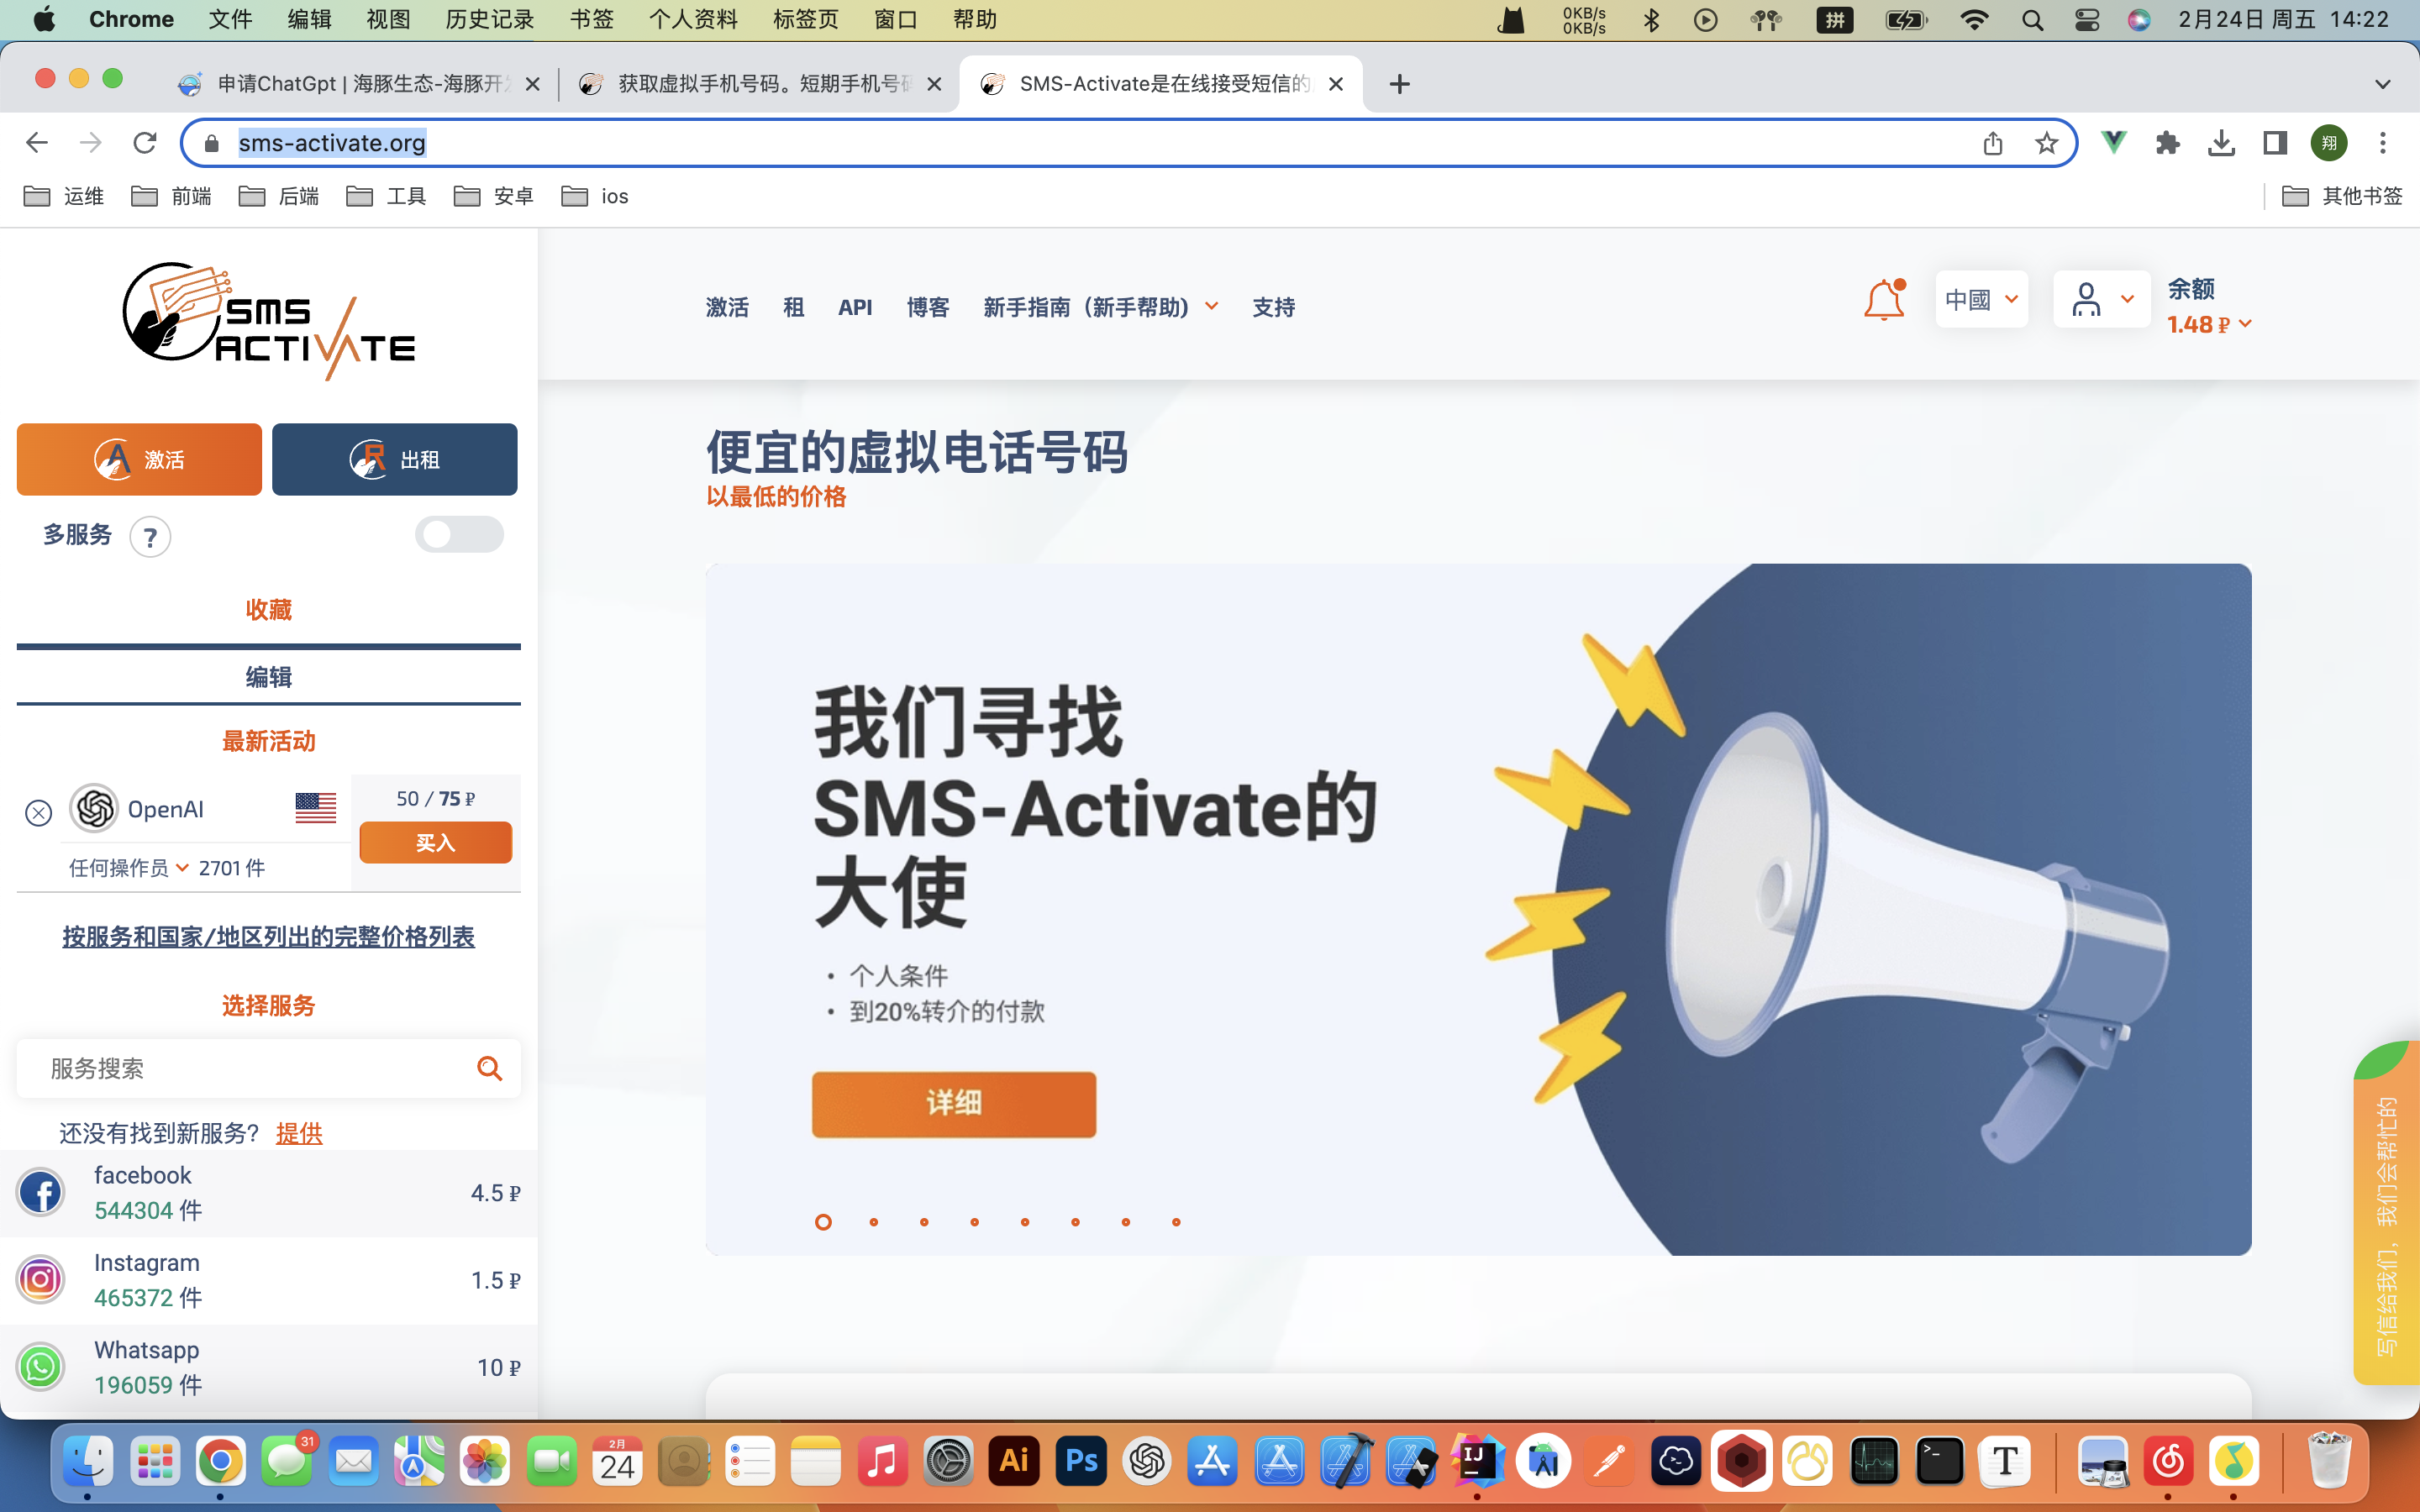 Chrome 文件 编辑 视图 历史记录 书签 个人资料 标签页 窗口 帮助 0KB/s 0KB/s 拼 2月24日 周五 14:22
申请ChatGpt | 海豚生态-海豚开 获取虚拟手机号码。短期手机号码 SMS-Activate是在线接受短信的
sms-activate.org 翔
运维 前端 后端 工具 安卓 ios 其他书签
SMS ACTIVATE
激活 租 API 博客 新手指南（新手帮助) 支持 中國 余额
1.48 ₽
A 激活 R 出租
多服务 ?
收藏
编辑
最新活动
OpenAI 50 / 75 ₽
买入
任何操作员 2701 件
按服务和国家/地区列出的完整价格列表
选择服务
服务搜索
还没有找到新服务? 提供
facebook
544304 件 4.5 ₽
Instagram
465372 件 1.5 ₽
Whatsapp
196059 件 10 ₽
便宜的虚拟电话号码
以最低的价格
我们寻找
SMS-Activate的
大使
• 个人条件
• 到20%转介的付款
详细
写信给我们，我们会帮忙的
31 2月 24 Ai Ps IJ >_ T